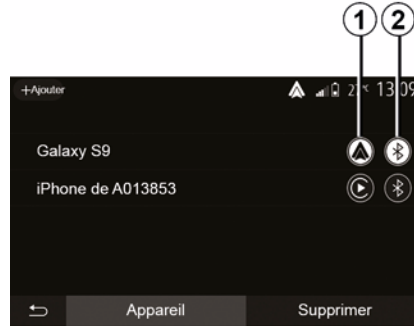 1 2
+Ajouter 13:09
Galaxy S9
iPhone de A013853
Appareil Supprimer